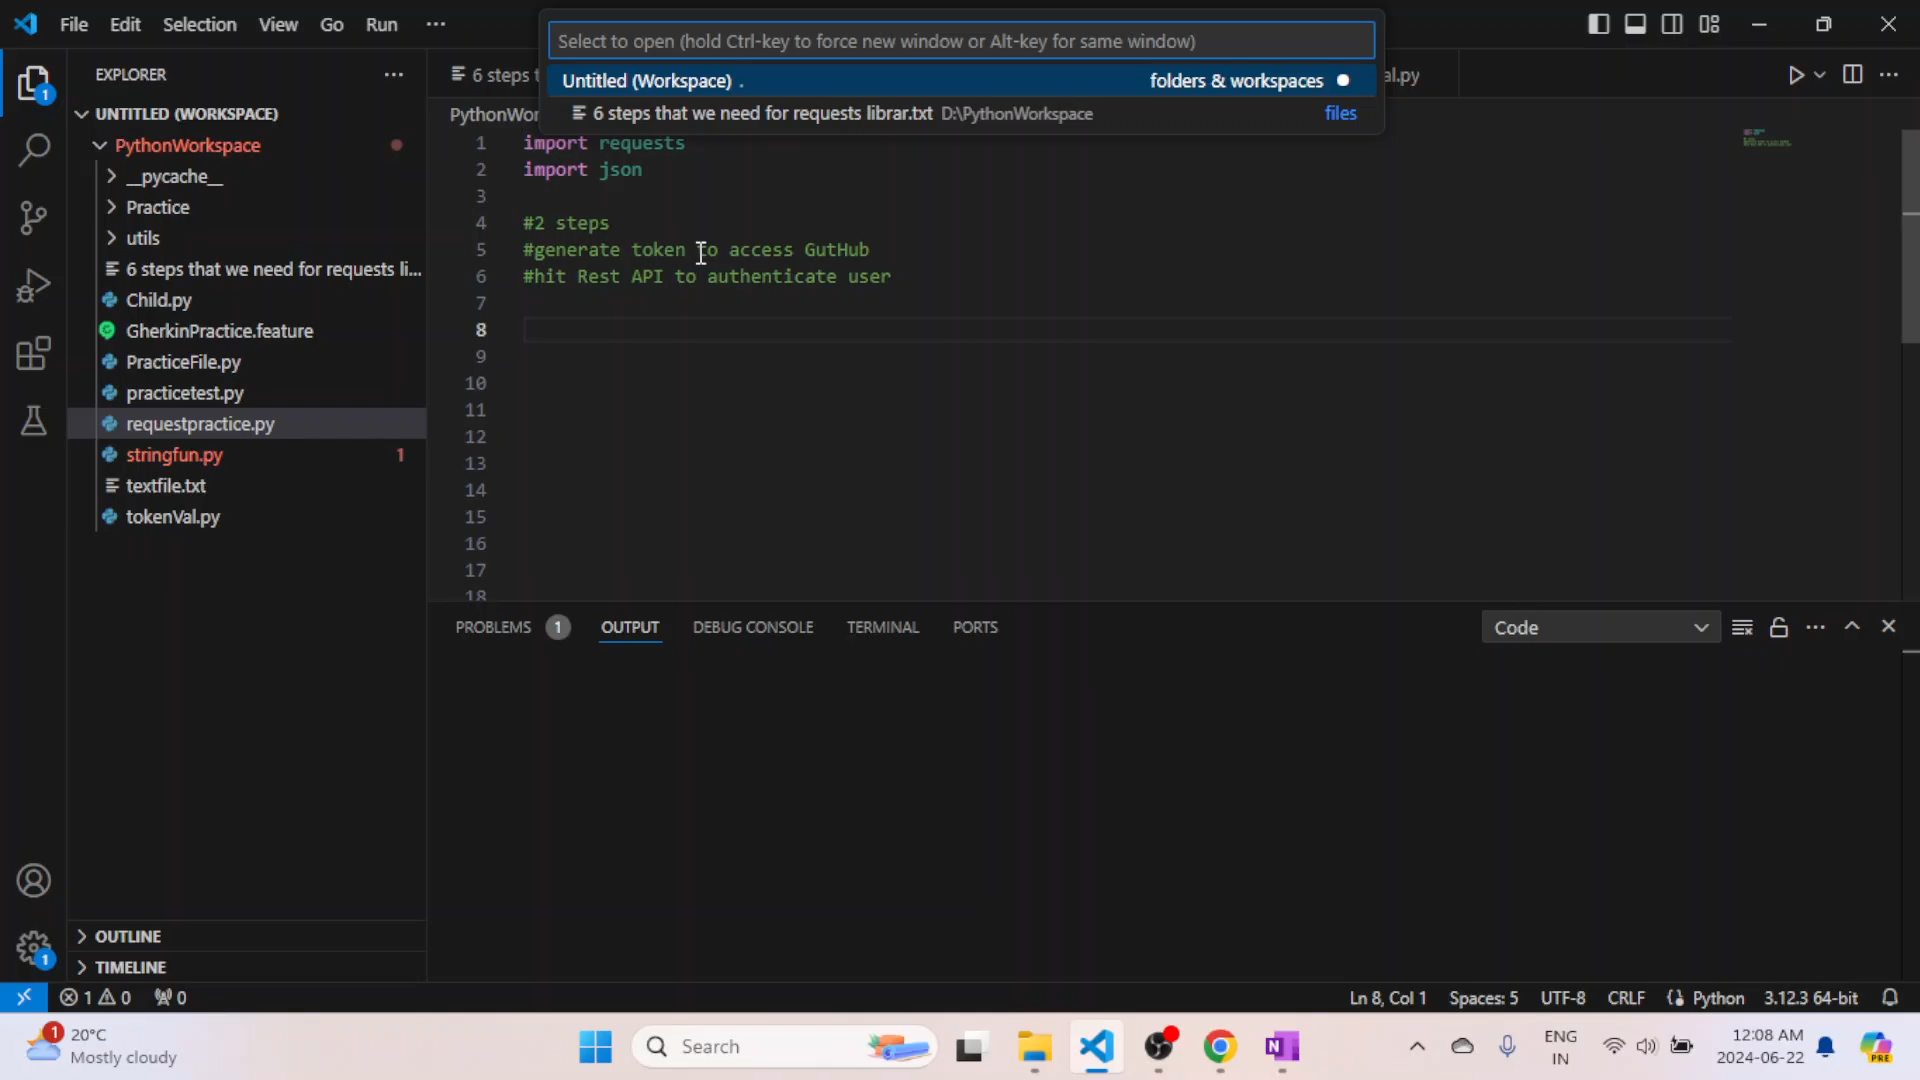 File Edit Selection View Go Run ···
Select to open (hold Ctrl-key to force new window or Alt-key for same window)
Untitled (Workspace) . folders & workspaces
6 steps that we need for requests librar.txt D:\PythonWorkspace files
EXPLORER ···
6 steps t
al.py
UNTITLED (WORKSPACE)
PythonWor
PythonWorkspace
__pycache__
Practice
utils
6 steps that we need for requests li...
Child.py
GherkinPractice.feature
PracticeFile.py
practicetest.py
requestpractice.py
stringfun.py 1
textfile.txt
tokenVal.py
OUTLINE
TIMELINE
1 import requests
2 import json
3
4 #2 steps
5 #generate token to access GutHub
6 #hit Rest API to authenticate user
7
8
9
10
11
12
13
14
15
16
17
18
PROBLEMS 1 OUTPUT DEBUG CONSOLE TERMINAL PORTS Code
1
1
1 0 0 Ln 8, Col 1 Spaces: 5 UTF-8 CRLF Python 3.12.3 64-bit
1 20°C
Mostly cloudy
Search
ENG
IN
12:08 AM
2024-06-22
PRE